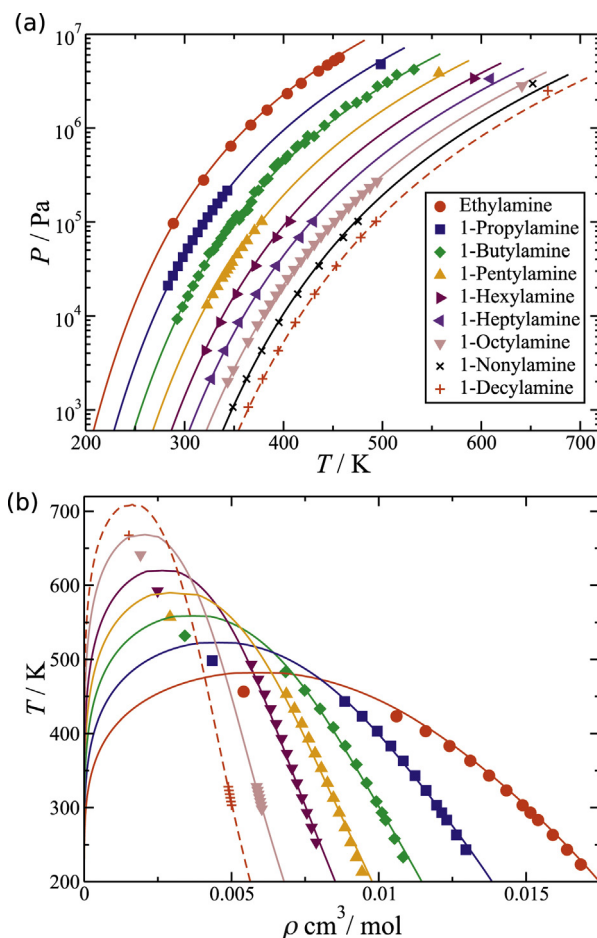 (a)
10^7
10^6
10^5
10^4
10^3
P / Pa
Ethylamine
1-Propylamine
1-Butylamine
1-Pentylamine
1-Hexylamine
1-Heptylamine
1-Octylamine
1-Nonylamine
1-Decylamine
200 300 400 500 600 700
T / K
(b)
700
600
500
400
300
200
T / K
0 0.005 0.01 0.015
ρ cm^3/ mol